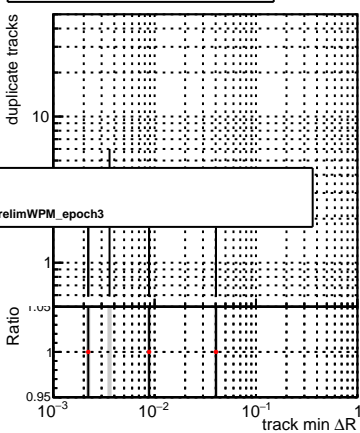 duplicate tracks
10
relimWPM_epoch3
1
1.05
Ratio
1
0.95
10⁻³ 10⁻² 10⁻¹ 1
track min ΔR